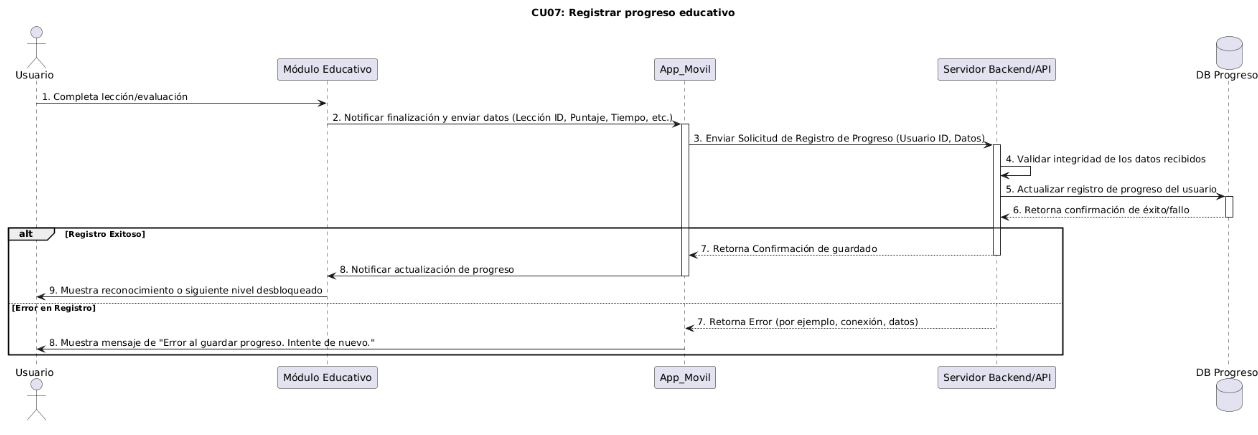 CU07: Registrar progreso educativo
Usuario
Módulo Educativo
App_Movil
Servidor Backend/API
DB Progreso
1. Completa lección/evaluación
2. Notificar finalización y enviar datos (Lección ID, Puntaje, Tiempo, etc.)
3. Enviar Solicitud de Registro de Progreso (Usuario ID, Datos)
4. Validar integridad de los datos recibidos
5. Actualizar registro de progreso del usuario
6. Retorna confirmación de éxito/fallo
alt [Registro Exitoso]
7. Retorna Confirmación de guardado
8. Notificar actualización de progreso
9. Muestra reconocimiento o siguiente nivel desbloqueado
[Error en Registro]
7. Retorna Error (por ejemplo, conexión, datos)
8. Muestra mensaje de "Error al guardar progreso. Intente de nuevo."
Usuario
Módulo Educativo
App_Movil
Servidor Backend/API
DB Progreso